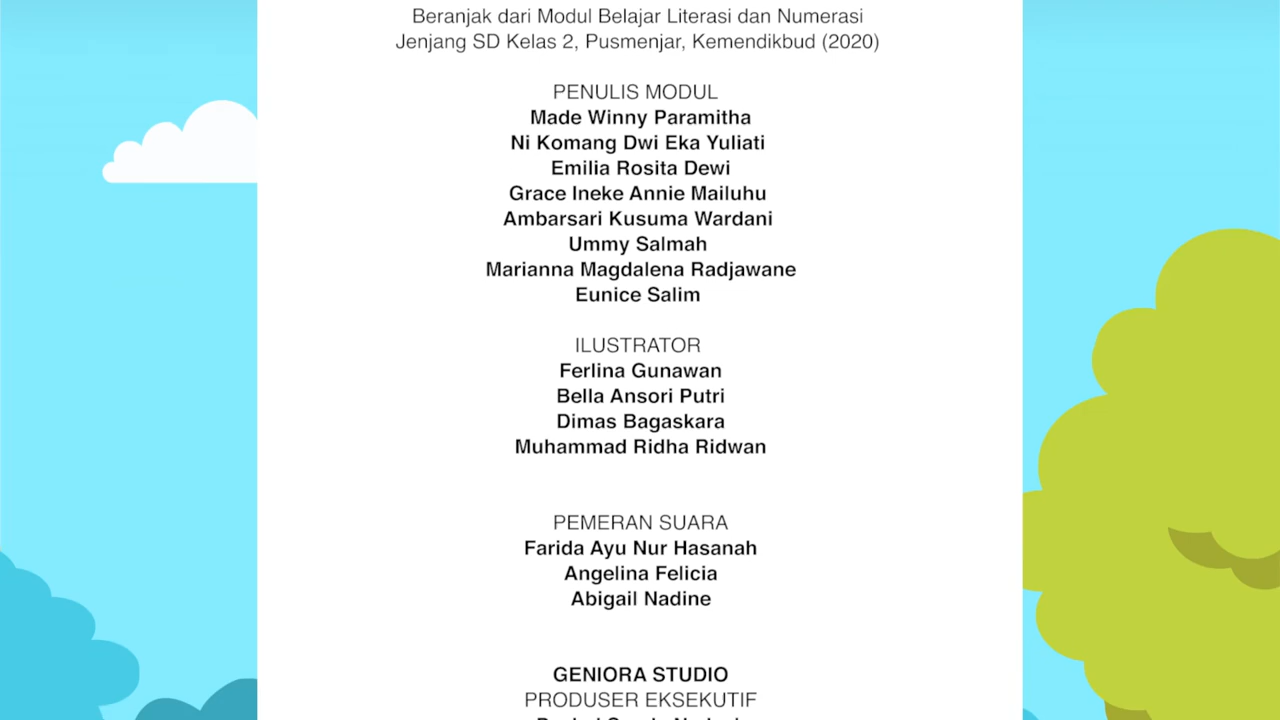 Beranjak dari Modul Belajar Literasi dan Numerasi
Jenjang SD Kelas 2, Pusmenjar, Kemendikbud (2020)
PENULIS MODUL
Made Winny Paramitha
Ni Komang Dwi Eka Yuliati
Emilia Rosita Dewi
Grace Ineke Annie Mailuhu
Ambarsari Kusuma Wardani
Ummy Salmah
Marianna Magdalena Radjawane
Eunice Salim
ILUSTRATOR
Ferlina Gunawan
Bella Ansori Putri
Dimas Bagaskara
Muhammad Ridha Ridwan
PEMERAN SUARA
Farida Ayu Nur Hasanah
Angelina Felicia
Abigail Nadine
GENIORA STUDIO
PRODUSER EKSEKUTIF